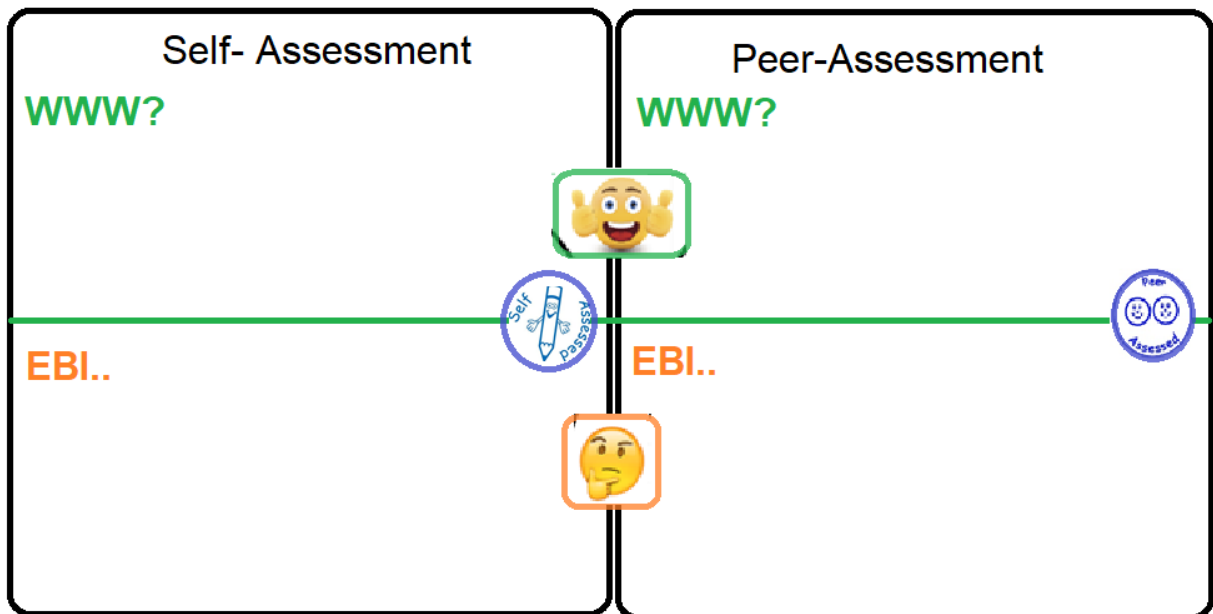 Self- Assessment
WWW?
Self Assessed
EBI..
Peer-Assessment
WWW?
Peer
Assessed
EBI..